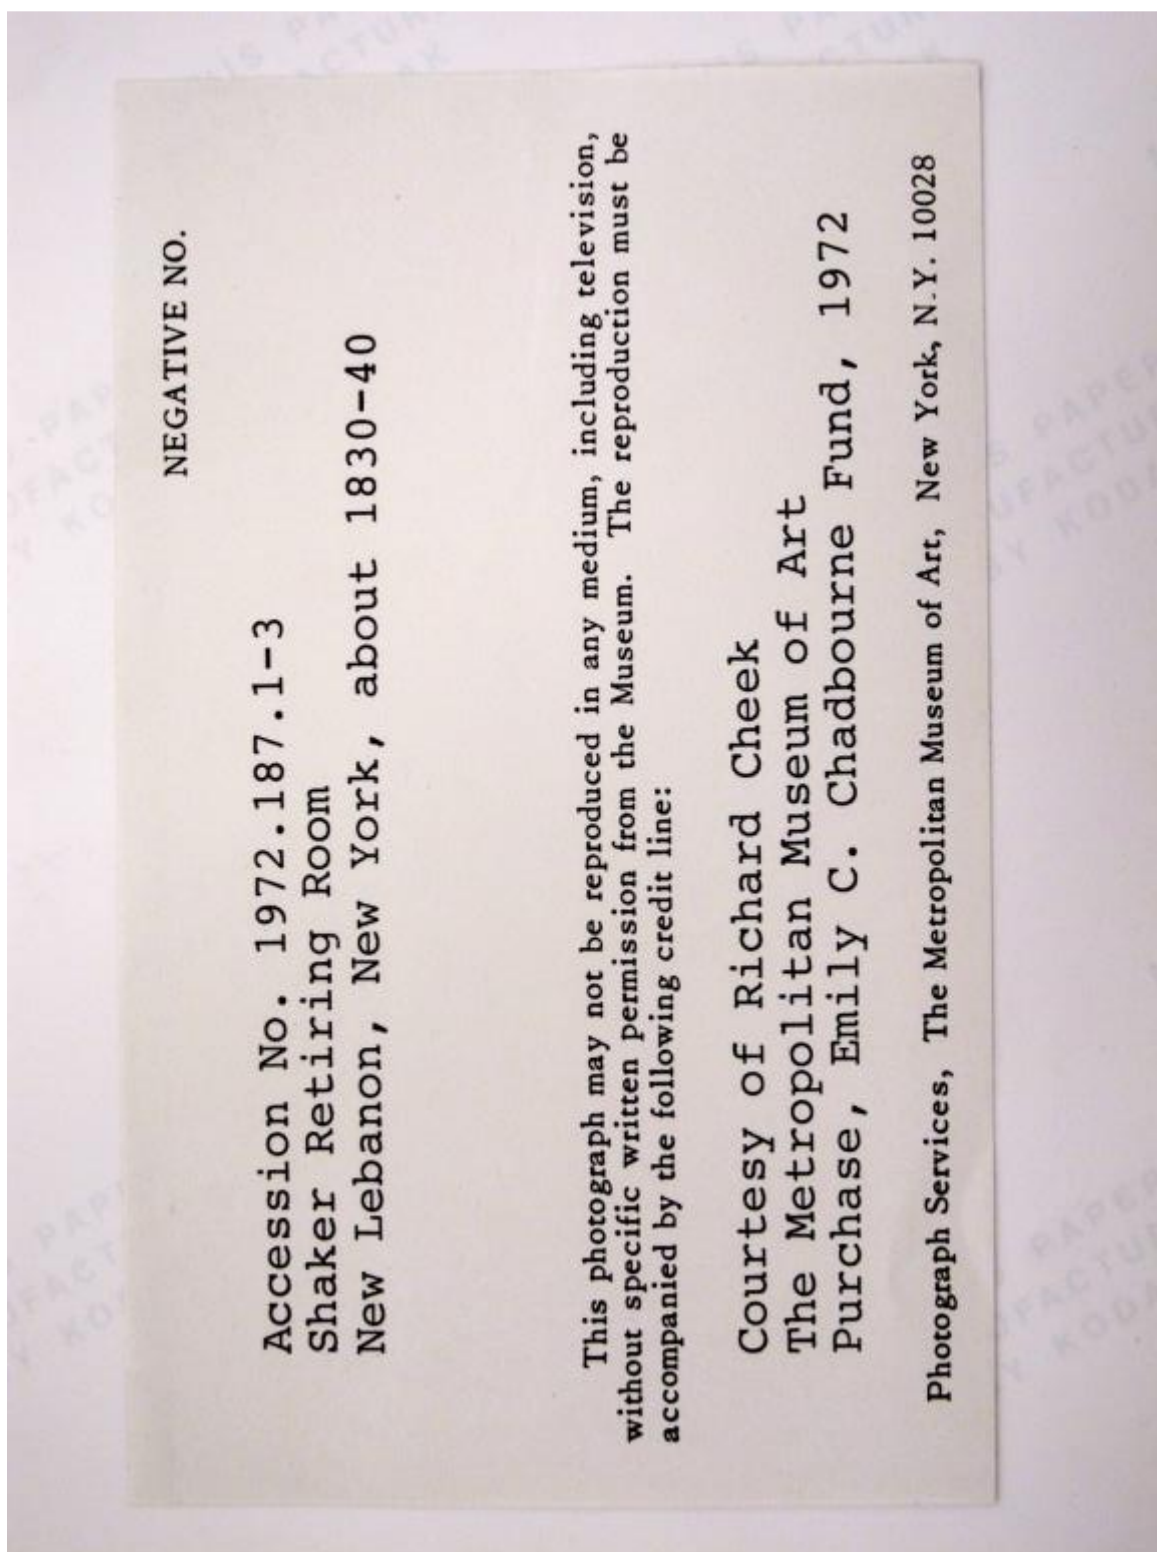 NEGATIVE NO.
Accession No. 1972.187.1-3
Shaker Retiring Room
New Lebanon, New York, about 1830-40
This photograph may not be reproduced in any medium, including television,
without specific written permission from the Museum. The reproduction must be
accompanied by the following credit line:
Courtesy of Richard Cheek
The Metropolitan Museum of Art
Purchase, Emily C. Chadbourne Fund, 1972
Photograph Services, The Metropolitan Museum of Art, New York, N.Y. 10028